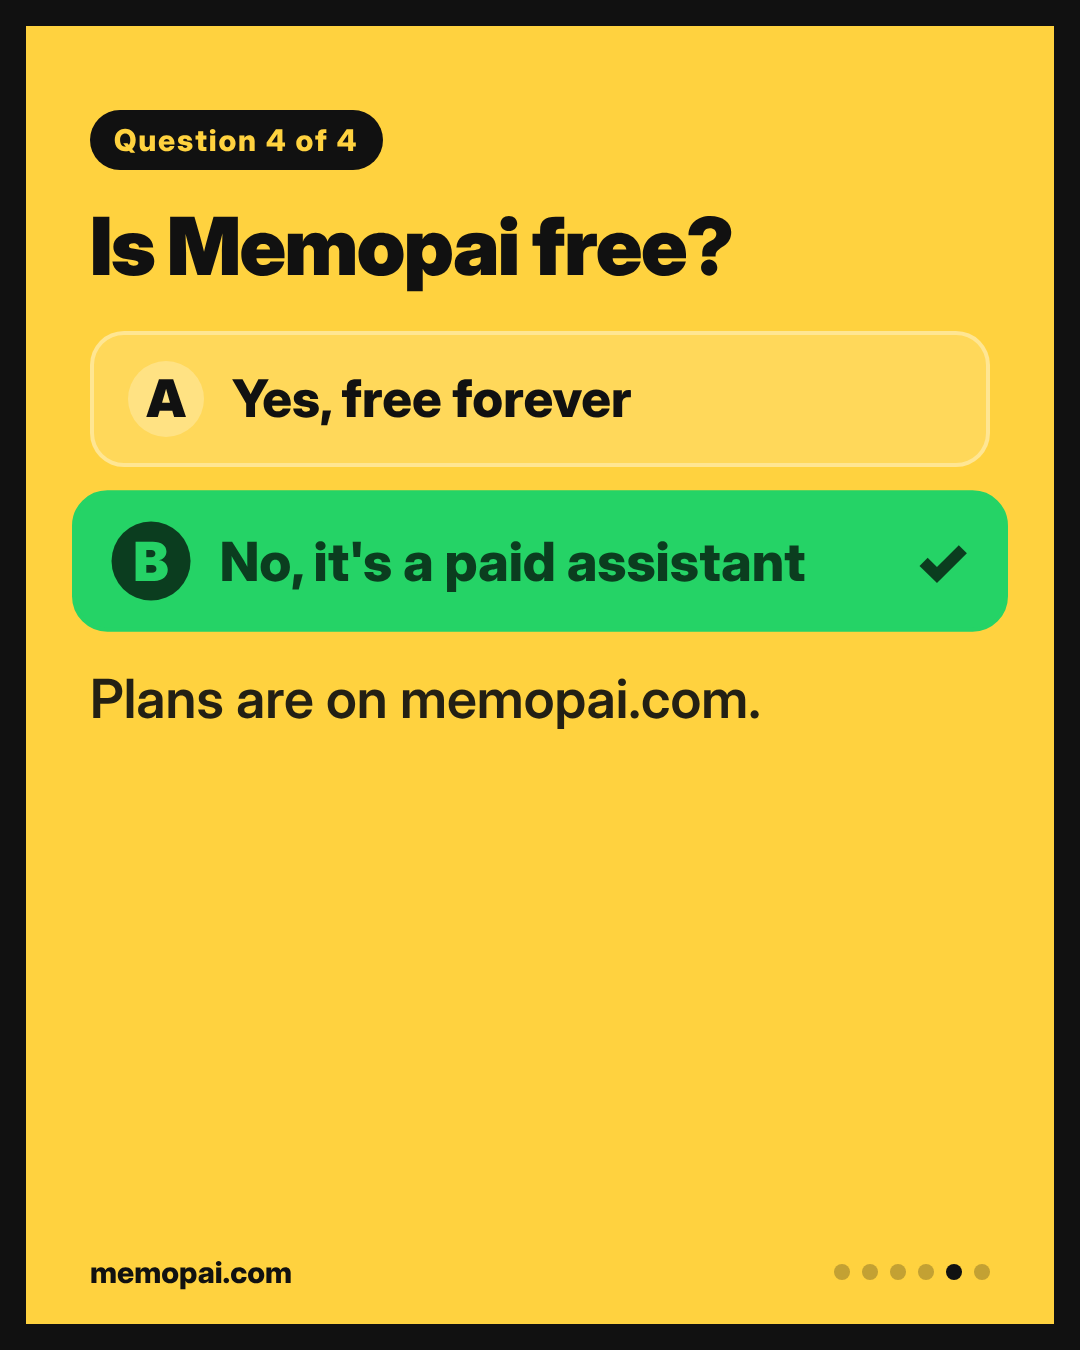 Question 4 of 4
Is Memopai free?
A Yes, free forever
B No, it's a paid assistant
Plans are on memopai.com.
memopai.com